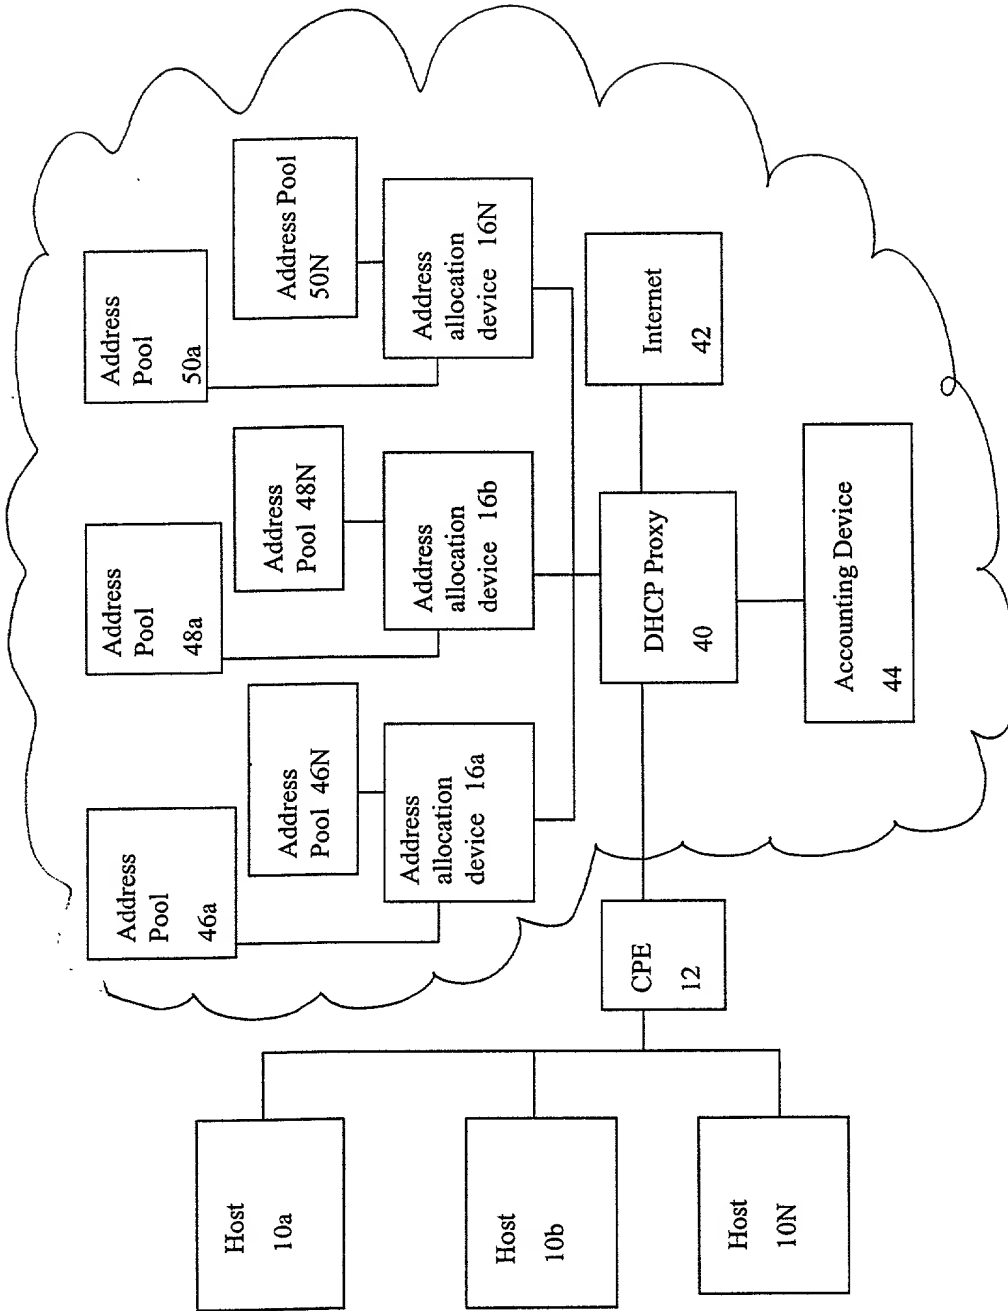 Address
Pool
46a
Address
Pool
48a
Address
Pool
50a
Address
Pool 46N
Address
Pool 48N
Address Pool
50N
Address
allocation
device 16a
Address
allocation
device 16b
Address
allocation
device 16N
Host
10a
Host
10b
Host
10N
CPE
12
DHCP Proxy
40
Internet
42
Accounting Device
44